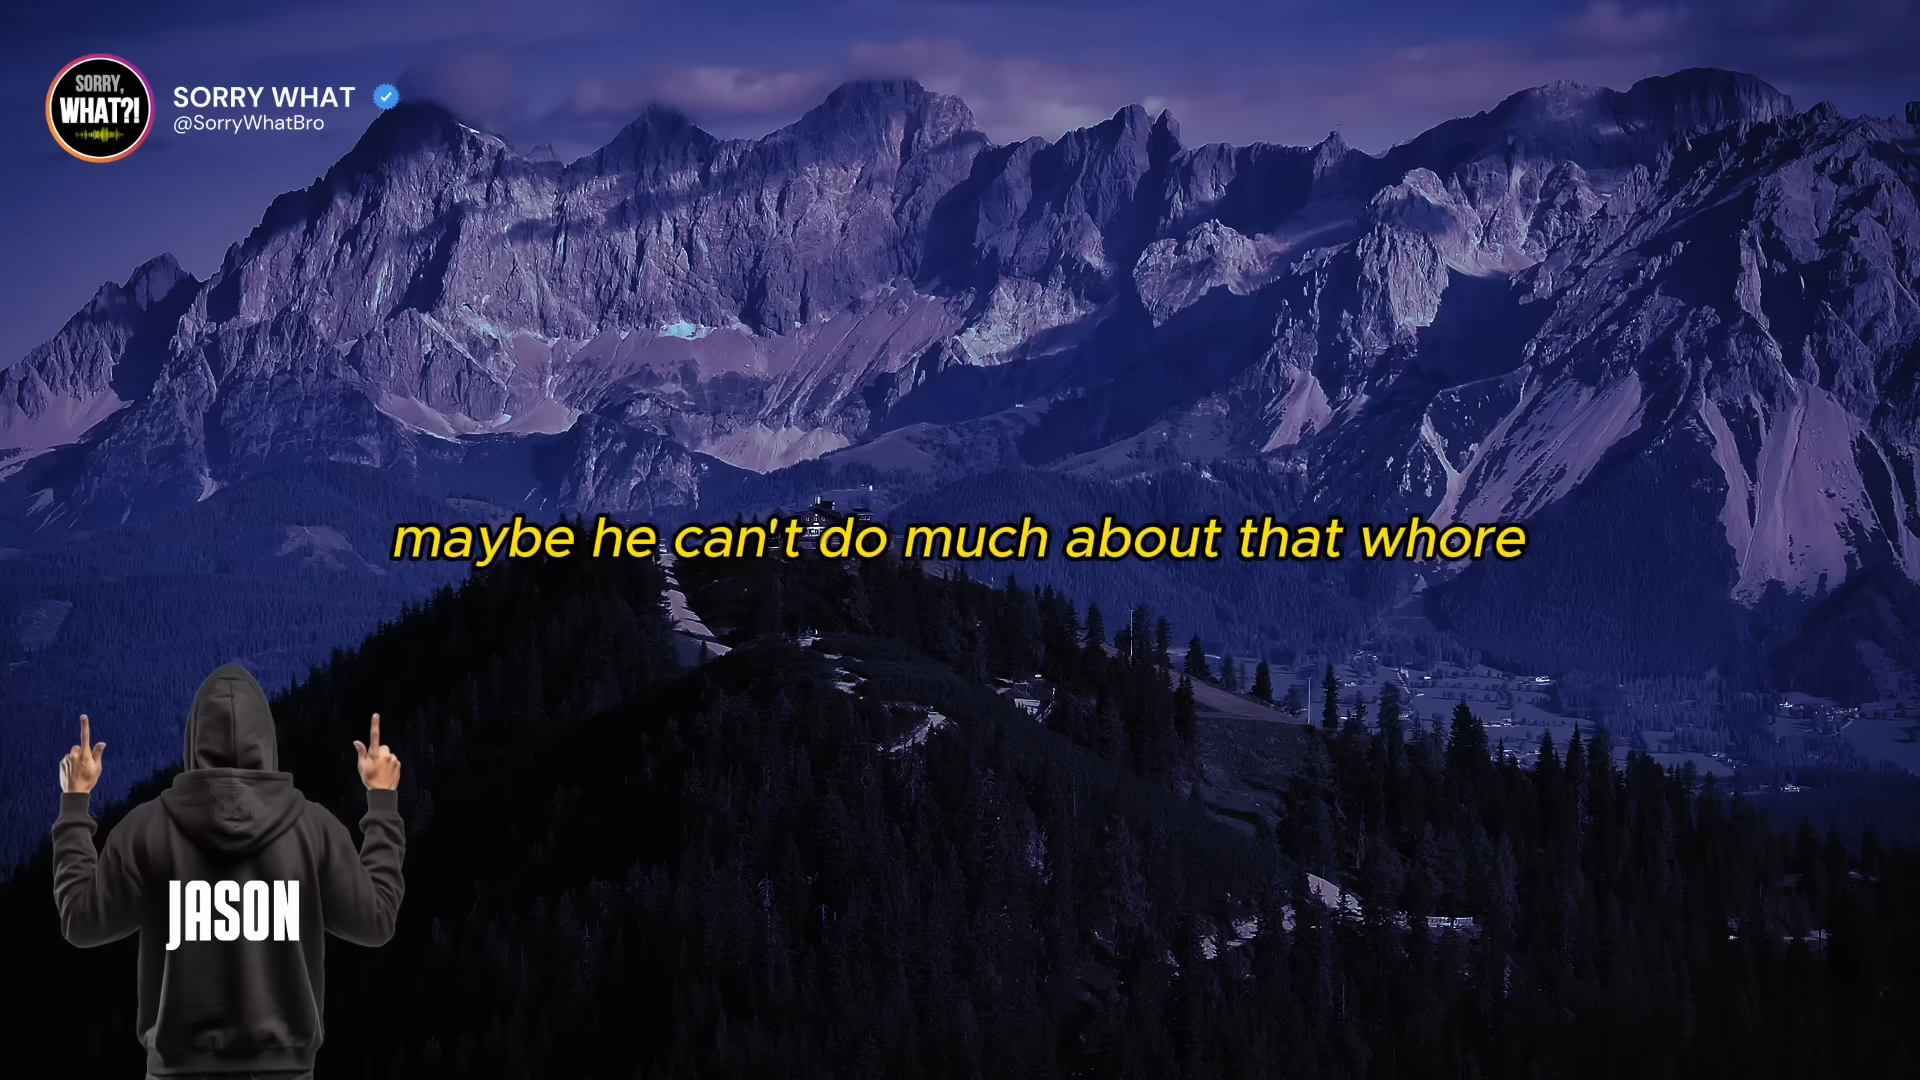 SORRY,
WHAT?!
SORRY WHAT
@SorryWhatBro
maybe he can't do much about that whore
JASON